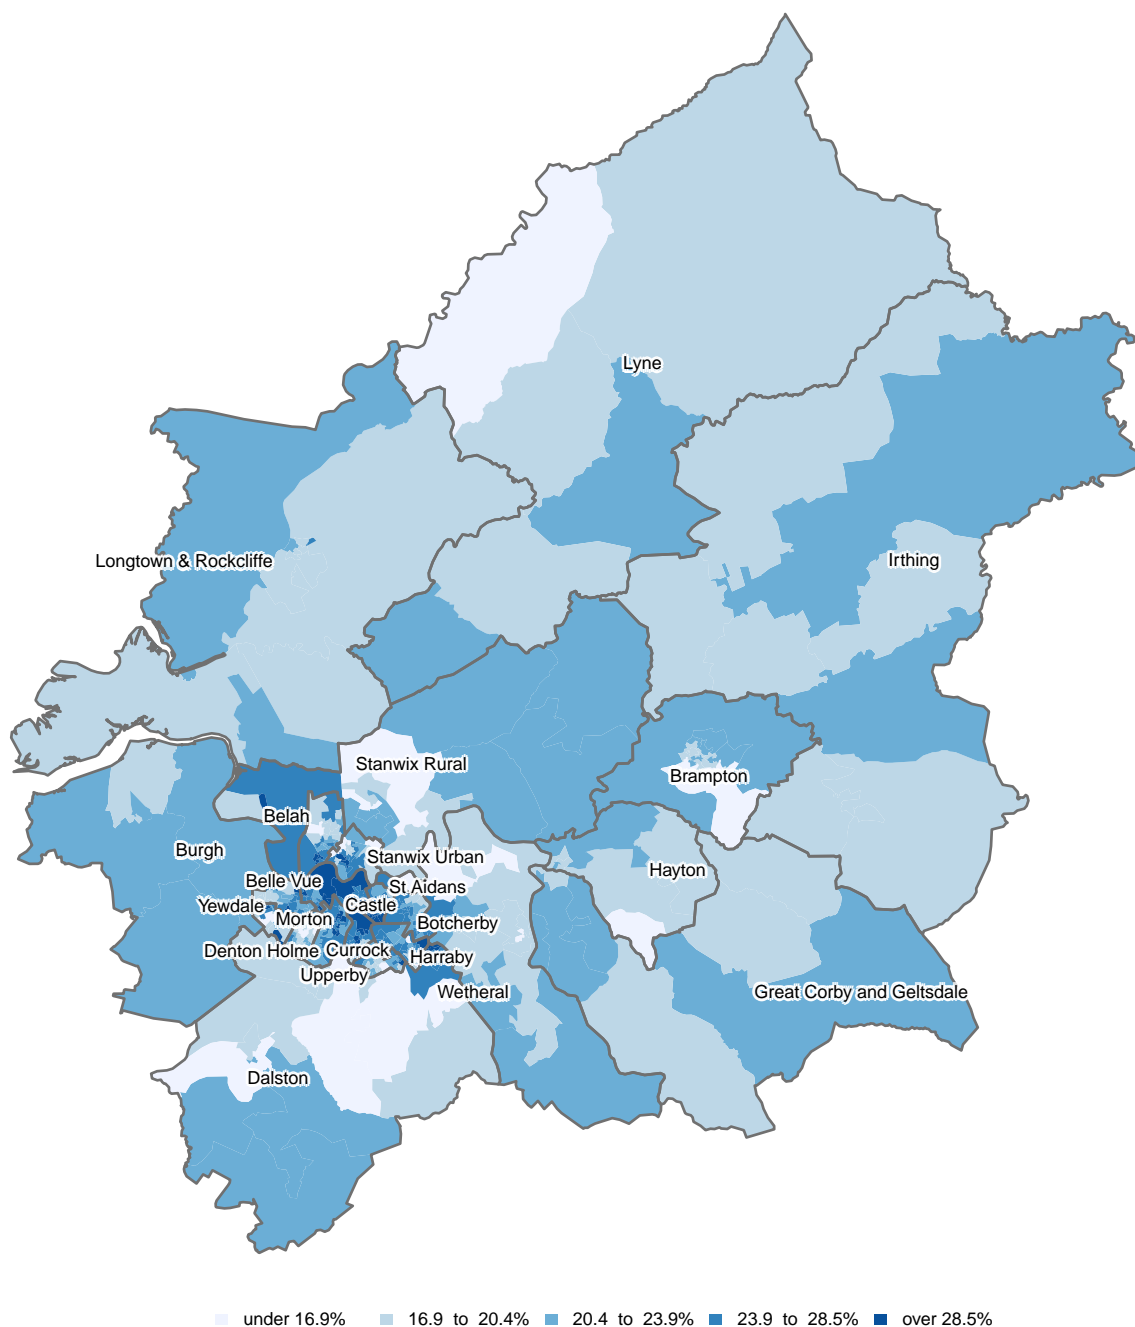 Lyne
Longtown & Rockcliffe
Irthing
Stanwix Rural
Brampton
Belah
Burgh
Stanwix Urban
Hayton
Belle Vue
St Aidans
Yewdale
Castle
Morton
Botcherby
Denton Holme
Currock
Harraby
Upperby
Wetheral
Great Corby and Geltsdale
Dalston
under 16.9% 16.9 to 20.4% 20.4 to 23.9% 23.9 to 28.5% over 28.5%